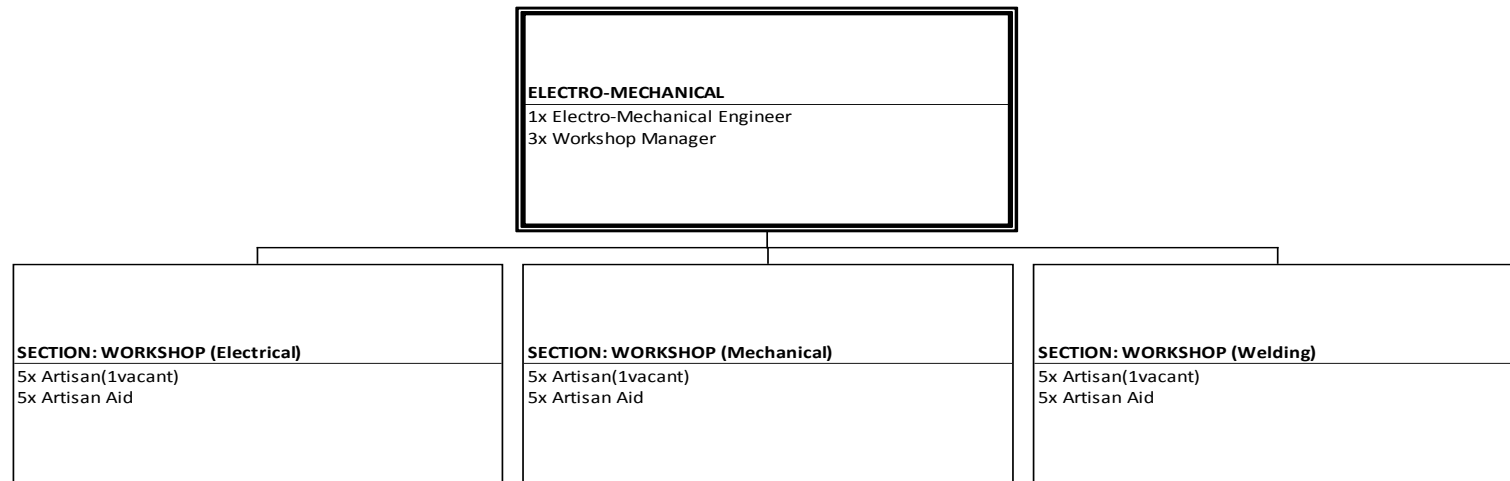 ELECTRO-MECHANICAL
1x Electro-Mechanical Engineer
3x Workshop Manager
SECTION: WORKSHOP (Electrical)
5x Artisan(1vacant)
5x Artisan Aid
SECTION: WORKSHOP (Mechanical)
5x Artisan(1vacant)
5x Artisan Aid
SECTION: WORKSHOP (Welding)
5x Artisan(1vacant)
5x Artisan Aid